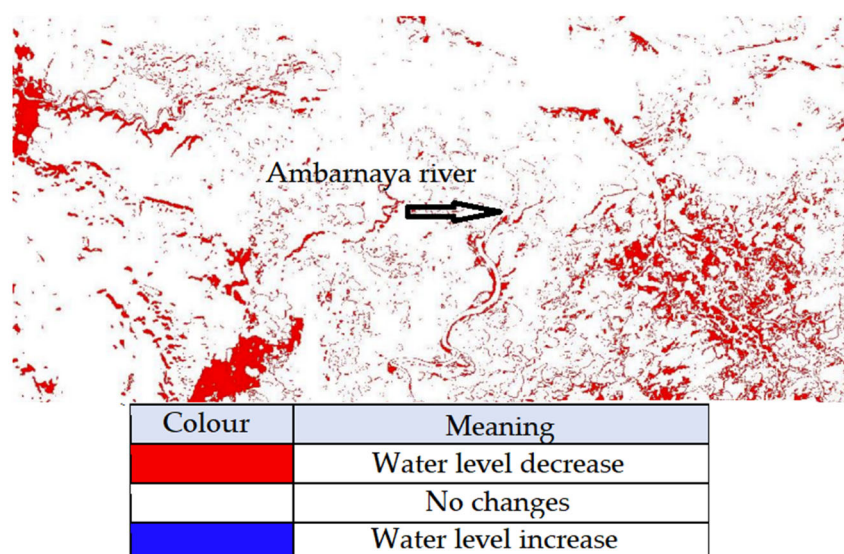 Ambarnaya river
Colour Meaning
Water level decrease
No changes
Water level increase